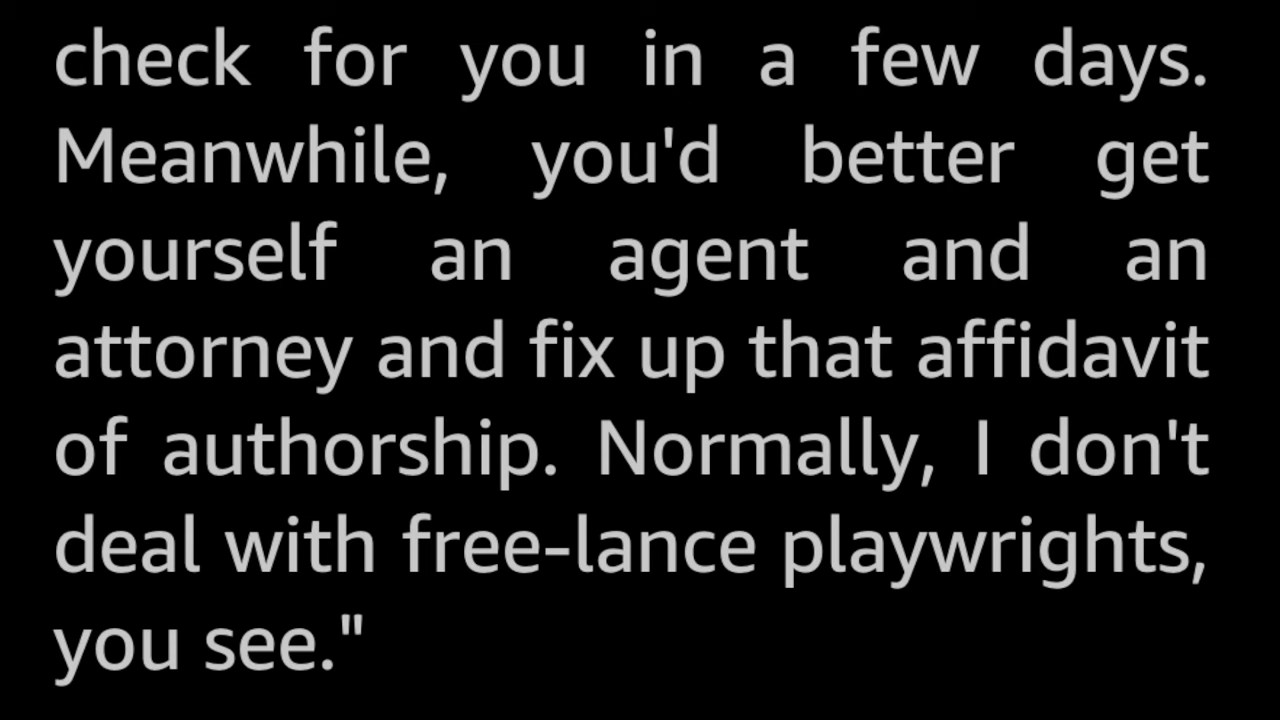 check for you in a few days.
Meanwhile, you'd better get
yourself an agent and an
attorney and fix up that affidavit
of authorship. Normally, I don't
deal with free-lance playwrights,
you see."